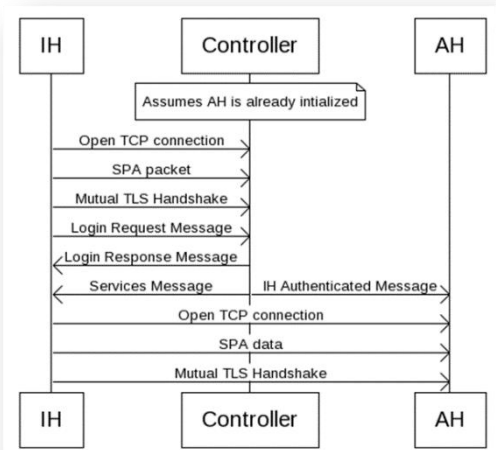 IH Controller AH
Assumes AH is already intialized
Open TCP connection
SPA packet
Mutual TLS Handshake
Login Request Message
Login Response Message
Services Message IH Authenticated Message
Open TCP connection
SPA data
Mutual TLS Handshake
IH Controller AH